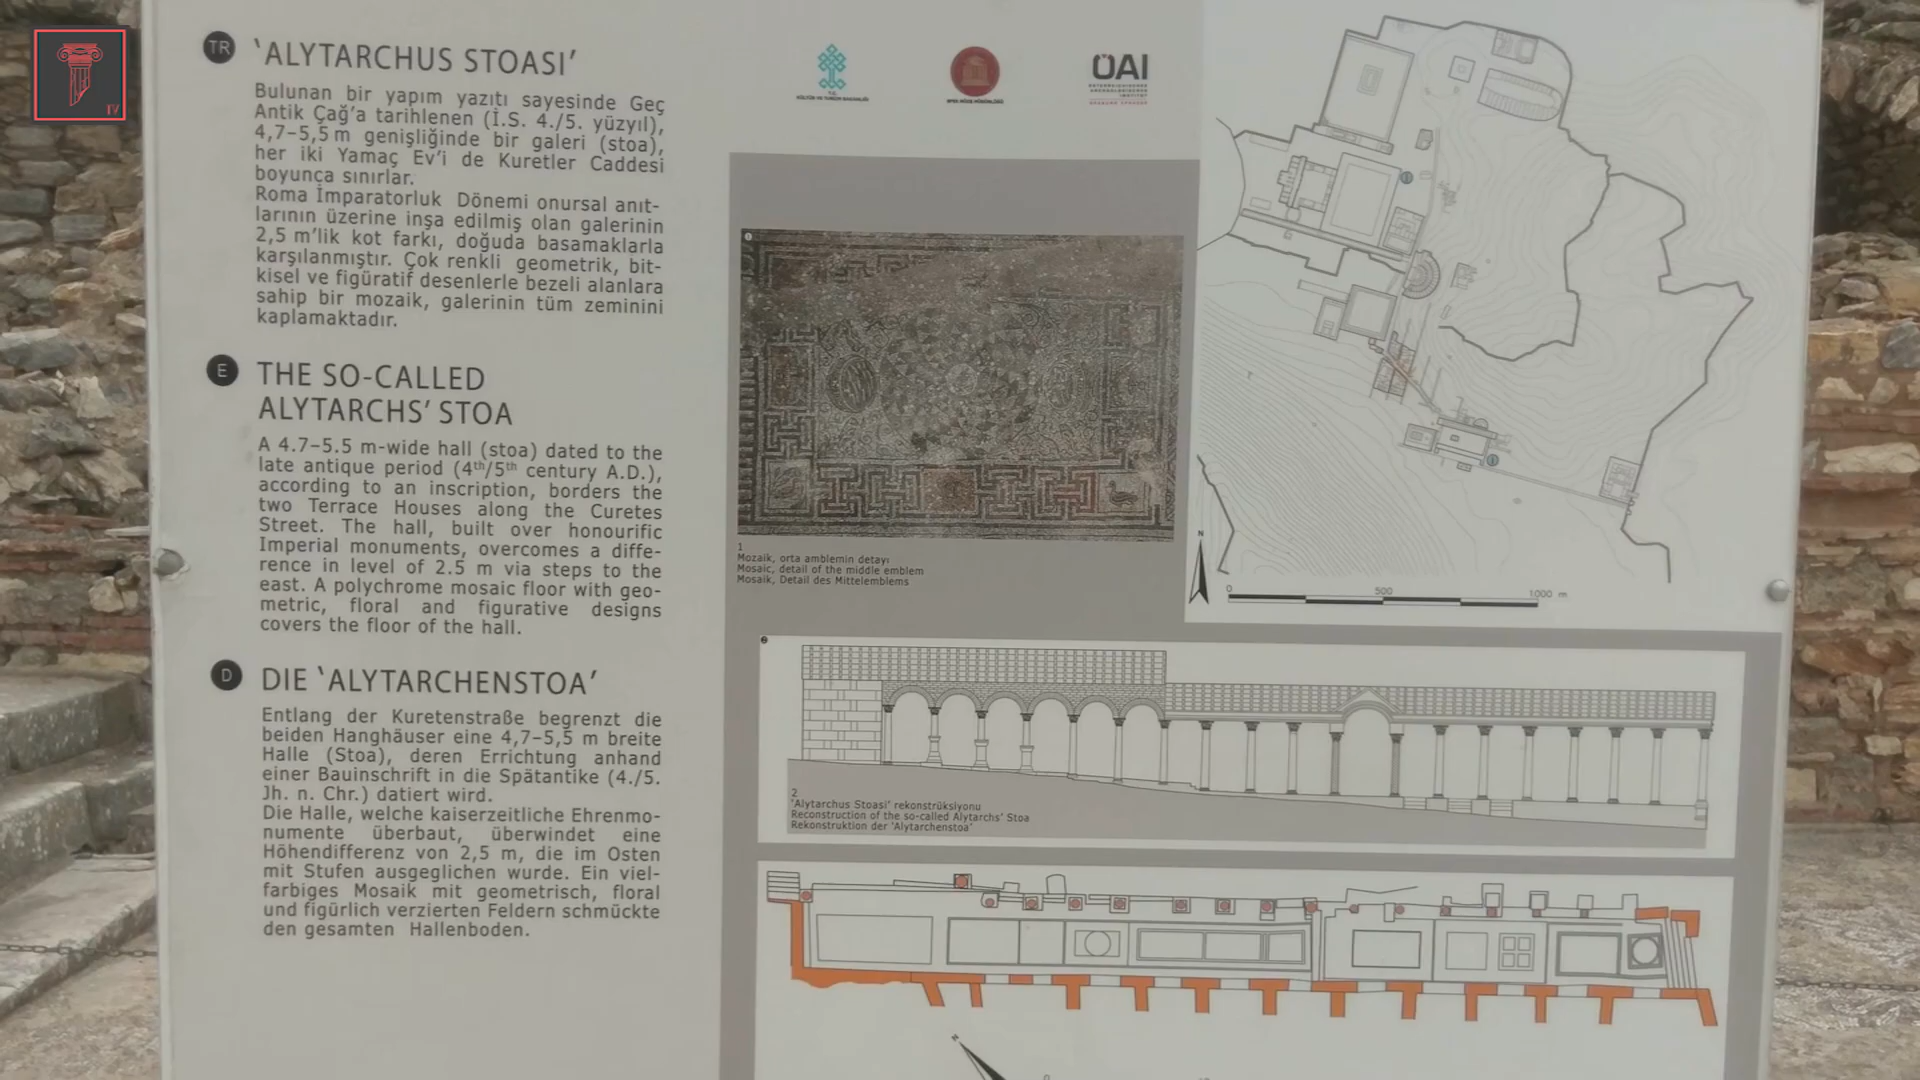 TV
TR
‘ALYTARCHUS STOASI’
Bulunan bir yapım yazıtı sayesinde Geç
Antik Çağ’a tarihlenen (İ.S. 4./5. yüzyıl),
4,7–5,5 m genişliğinde bir galeri (stoa),
her iki Yamaç Ev’i de Kuretler Caddesi
boyunca sınırlar.
Roma İmparatorluk Dönemi onursal anıt-
larının üzerine inşa edilmiş olan galerinin
2,5 m’lik kot farkı, doğuda basamaklarla
karşılanmıştır. Çok renkli geometrik, bit-
kisel ve figüratif desenlerle bezeli alanlara
sahip bir mozaik, galerinin tüm zeminini
kaplamaktadır.
E
THE SO-CALLED
ALYTARCHS’ STOA
A 4.7–5.5 m-wide hall (stoa) dated to the
late antique period (4th/5th century A.D.),
according to an inscription, borders the
two Terrace Houses along the Curetes
Street. The hall, built over honourific
Imperial monuments, overcomes a diffe-
rence in level of 2.5 m via steps to the
east. A polychrome mosaic floor with geo-
metric, floral and figurative designs
covers the floor of the hall.
D
DIE ‘ALYTARCHENSTOA’
Entlang der Kuretenstraße begrenzt die
beiden Hanghäuser eine 4,7–5,5 m breite
Halle (Stoa), deren Errichtung anhand
einer Bauinschrift in die Spätantike (4./5.
Jh. n. Chr.) datiert wird.
Die Halle, welche kaiserzeitliche Ehrenmo-
numente überbaut, überwindet eine
Höhendifferenz von 2,5 m, die im Osten
mit Stufen ausgeglichen wurde. Ein viel-
farbiges Mosaik mit geometrisch, floral
und figürlich verzierten Feldern schmückte
den gesamten Hallenboden.
T.C.
KÜLTÜR VE TURİZM BAKANLIĞI
ÖAI
1
1
Mozaik, orta amblemin detayı
Mosaic, detail of the middle emblem
Mosaik, Detail des Mittelemblems
N
0 500 1000 m
2
2
‘Alytarchus Stoasi’ rekonstrüksiyonu
Reconstruction of the so-called Alytarchs’ Stoa
Rekonstruktion der ‘Alytarchenstoa’
N
0